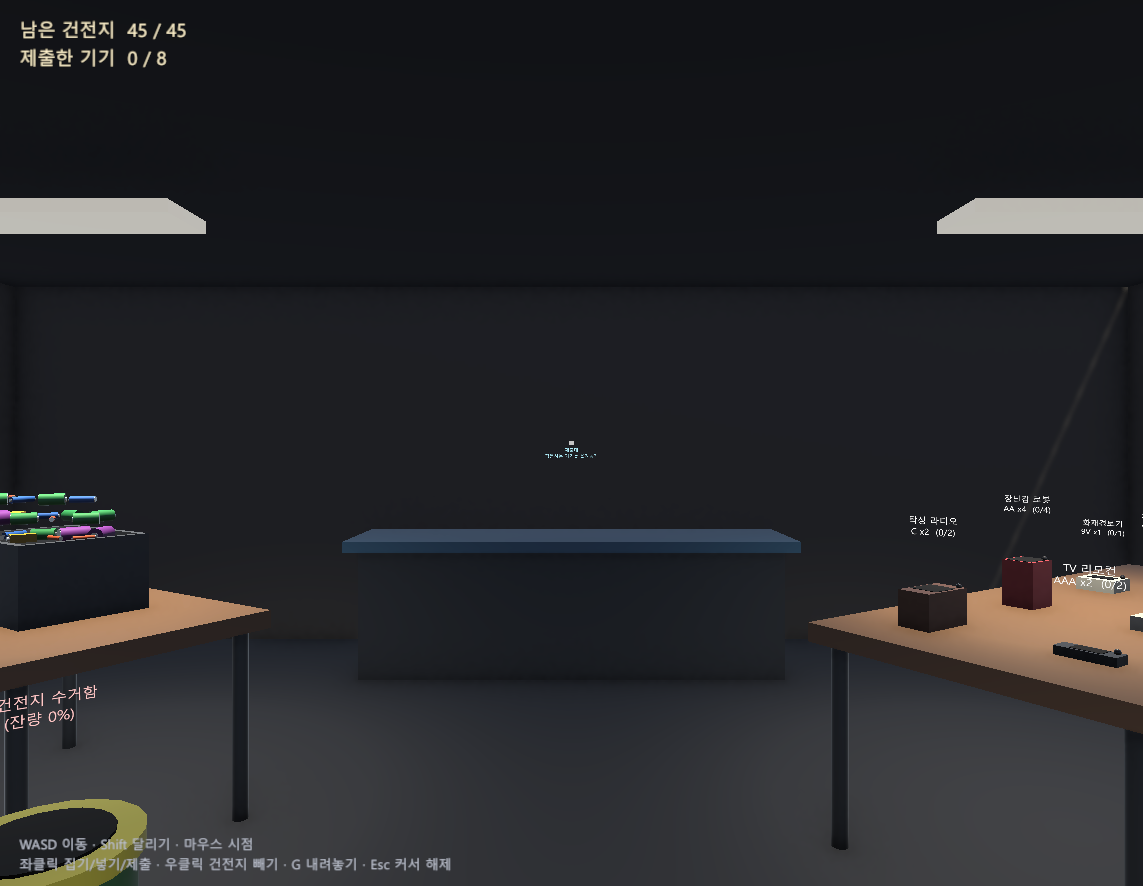 남은 건전지 45 / 45
제출한 기기 0 / 8
제출대
장난감 로봇
AA x4 (0/4)
탁상 라디오
C x2 (0/2)
화재경보기
9V x1 (0/1)
TV 리모컨
AAA x2 (0/2)
건전지 수거함
(잔량 0%)
WASD 이동 · Shift 달리기 · 마우스 시점
좌클릭 집기/넣기/제출 · 우클릭 건전지 빼기 · G 내려놓기 · Esc 커서 해제